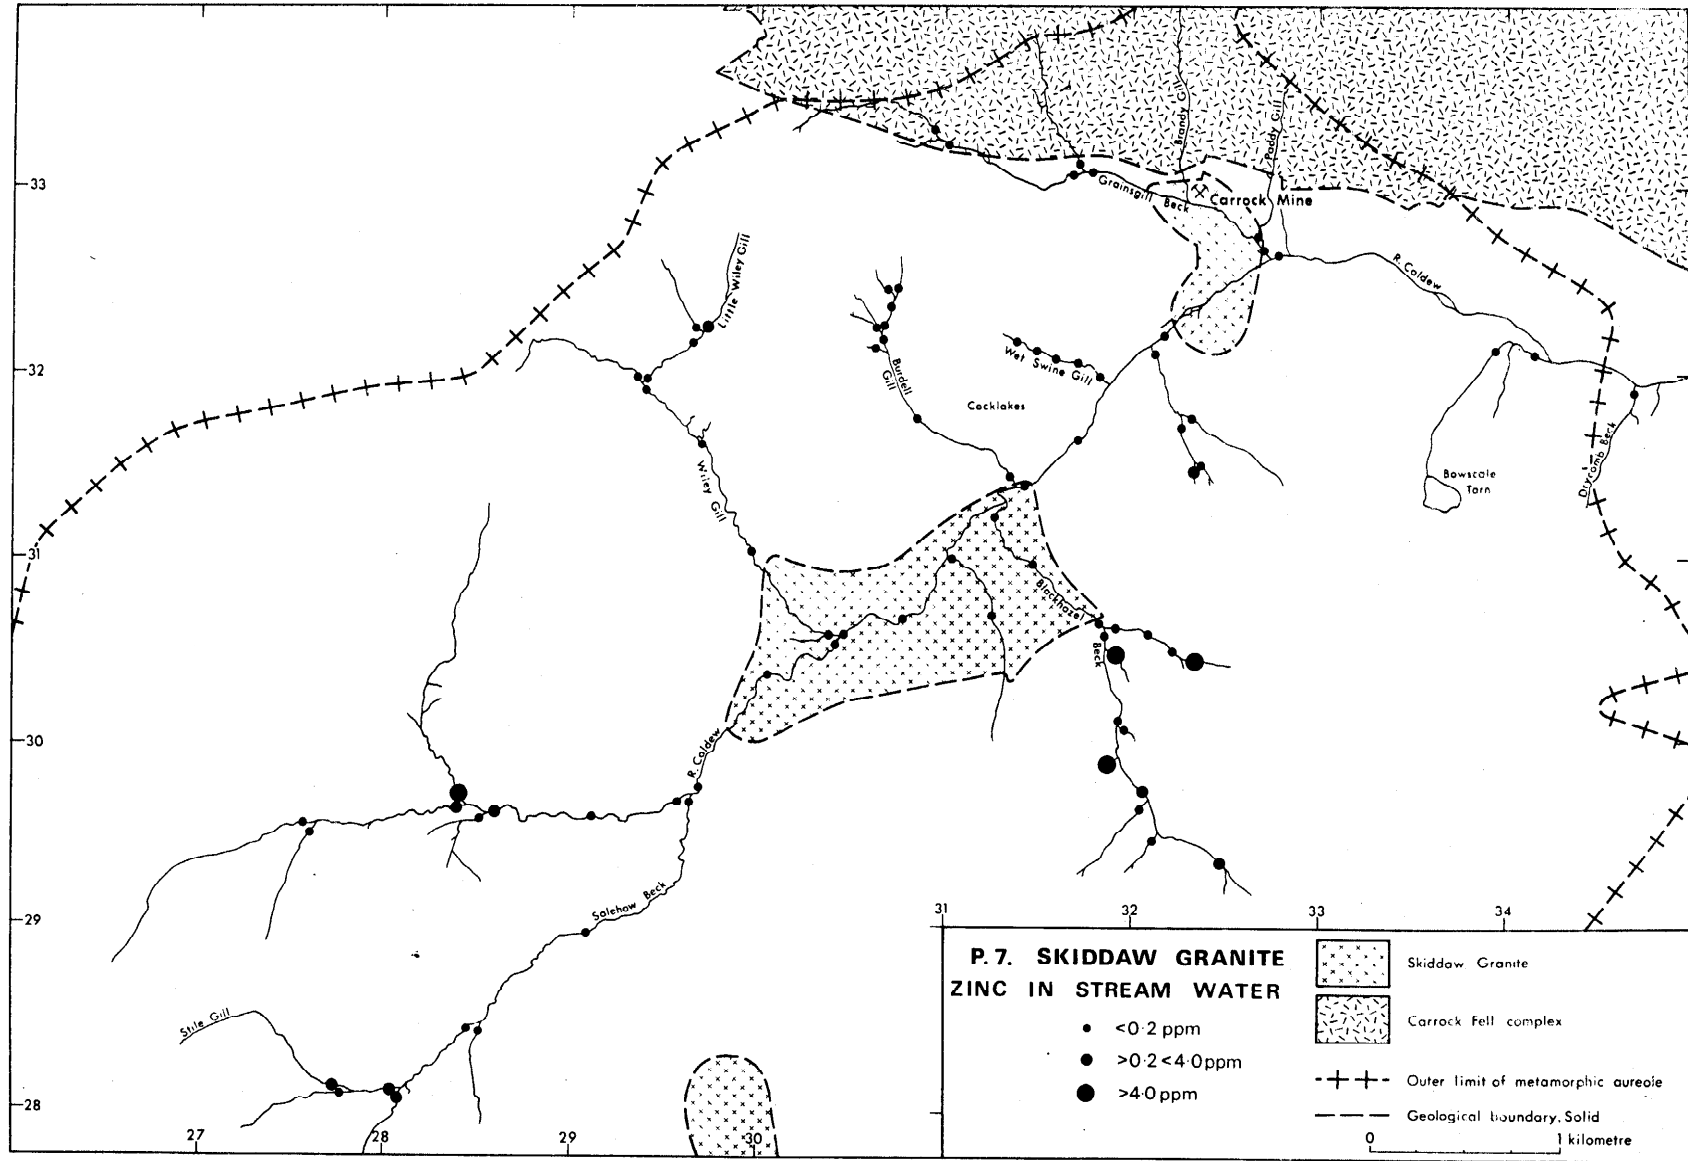 33
32
31
30
29
28
27
28
29
30
31
32
33
34
Brandy Gill
Paddy Gill
Grainsgill Beck
Carrock Mine
R. Caldew
Little Wiley Gill
Burdell
Gill
Wet Swine Gill
Cocklakes
Wiley Gill
Bowscale
Tarn
Drycomb Beck
Blackhazel
Beck
R. Caldew
Salehow Beck
Stile Gill
P.7. SKIDDAW GRANITE
ZINC IN STREAM WATER
<0·2 ppm
>0·2<4·0ppm
>4·0 ppm
Skiddaw Granite
Carrock Fell complex
Outer limit of metamorphic aureole
Geological boundary, Solid
0 1 kilometre